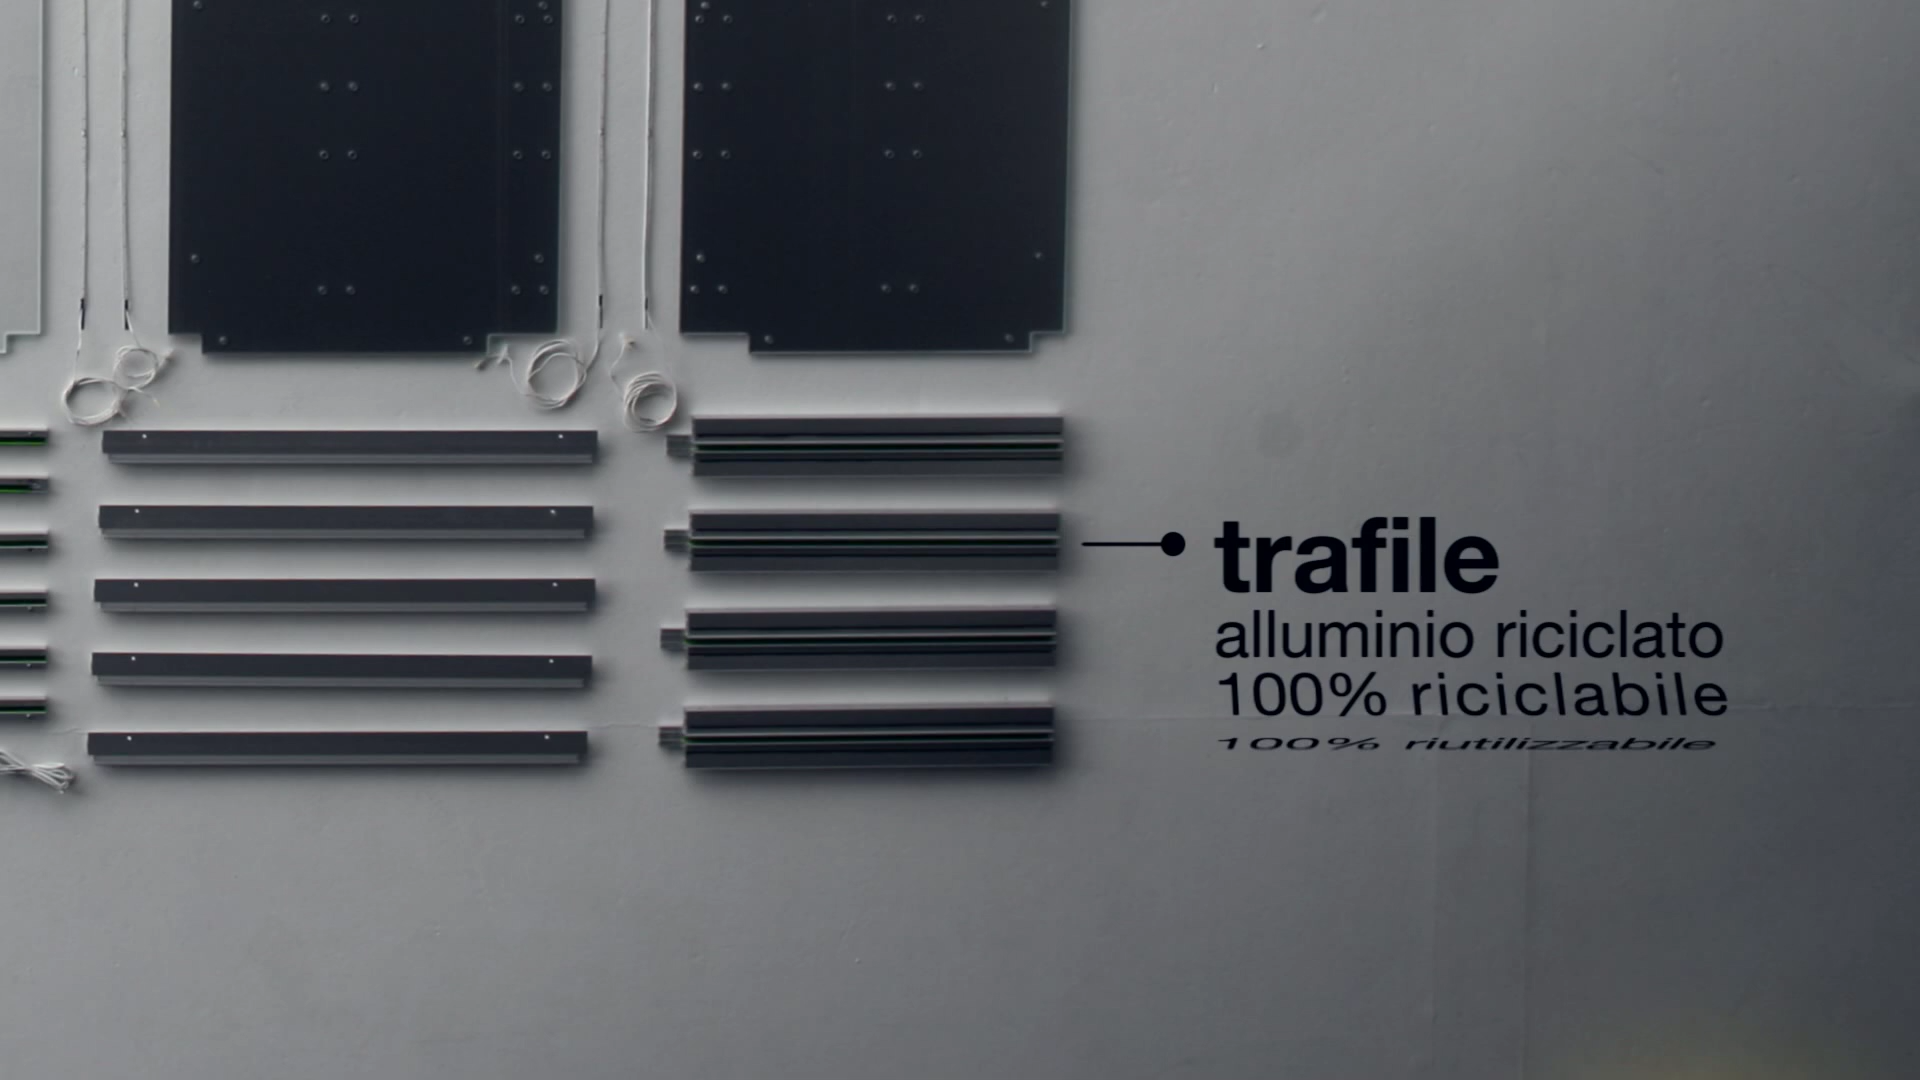 trafile
alluminio riciclato
100% riciclabile
100% riutilizzabile